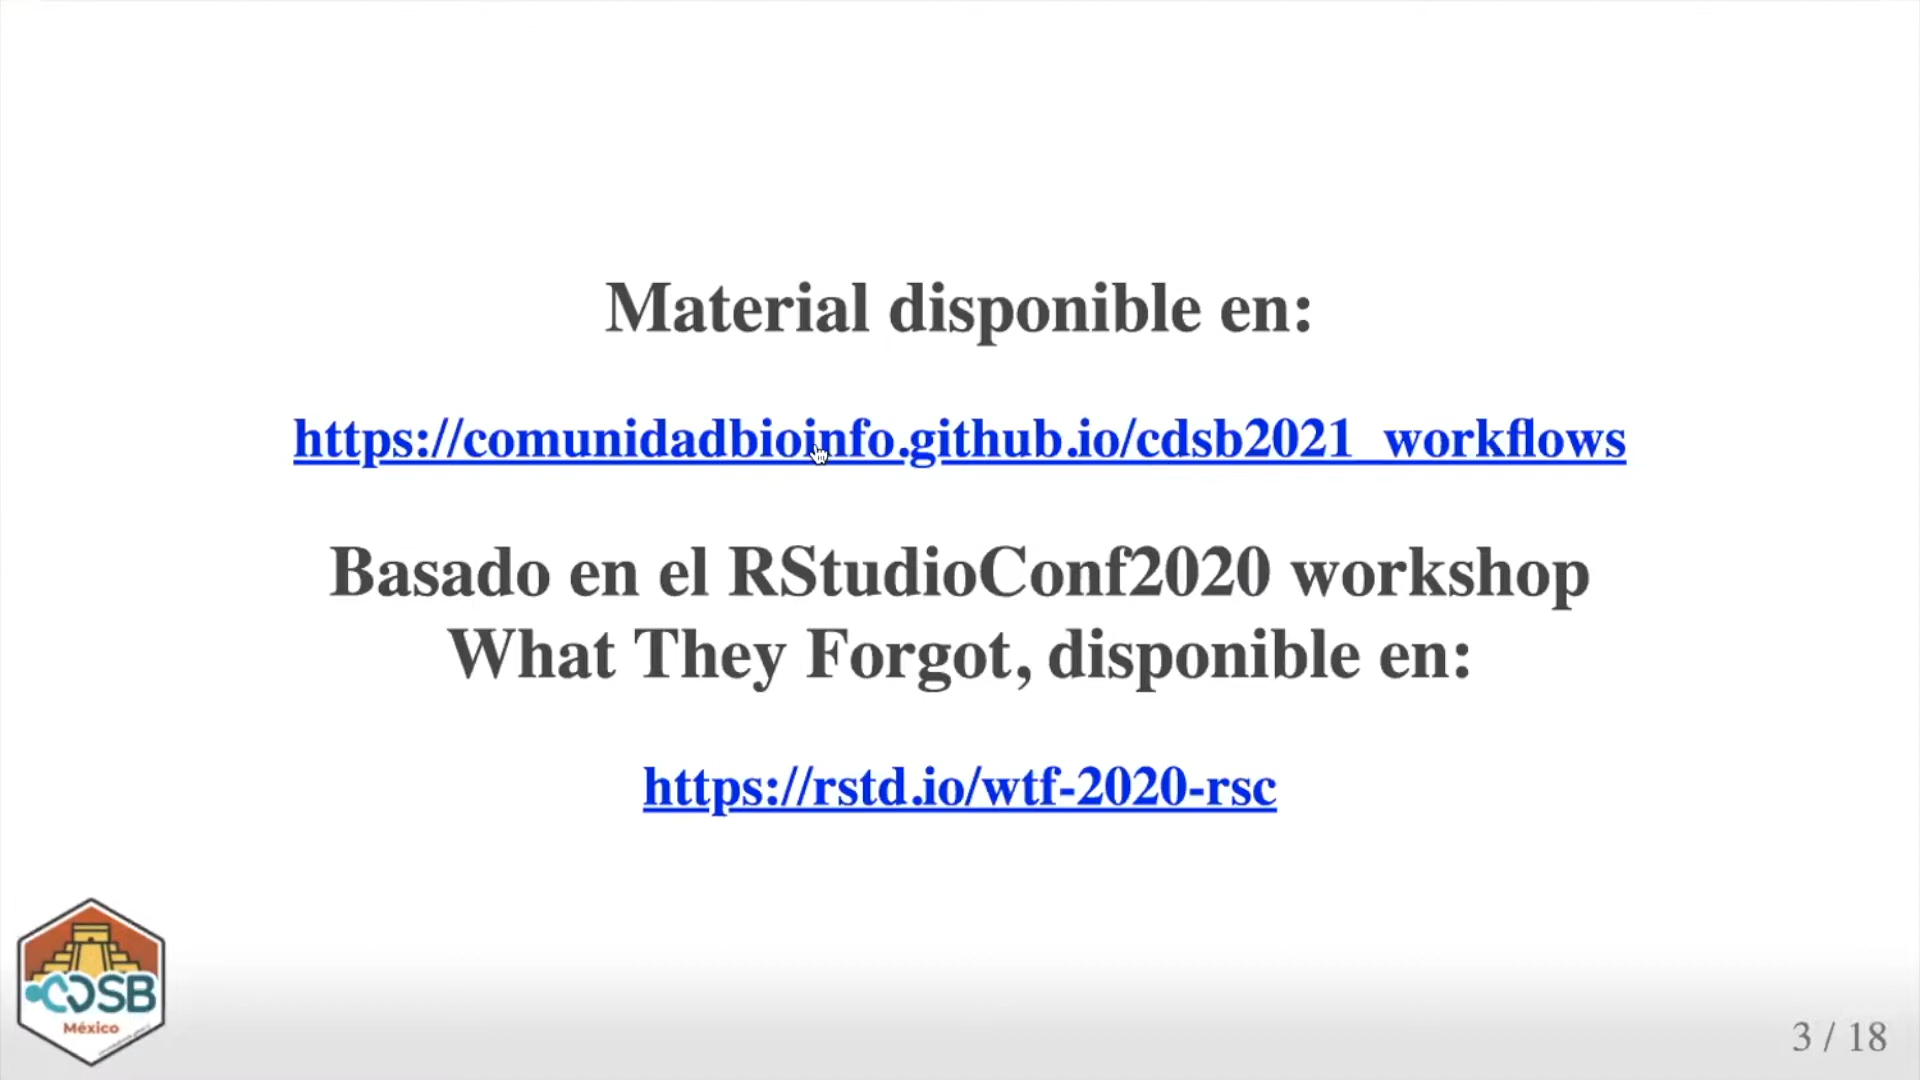 Material disponible en:
https://comunidadbioinfo.github.io/cdsb2021_workflows
Basado en el RStudioConf2020 workshop
What They Forgot, disponible en:
https://rstd.io/wtf-2020-rsc
CDSB
México
3 / 18